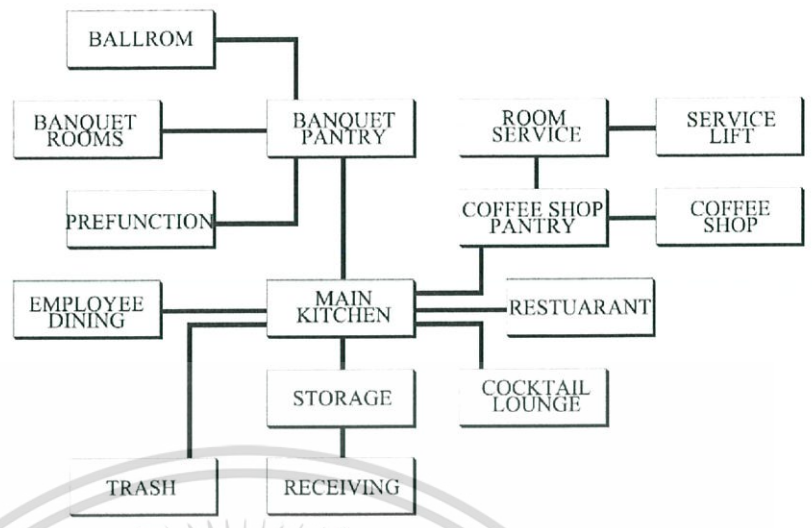 BALLROM
BANQUET
ROOMS
BANQUET
PANTRY
ROOM
SERVICE
SERVICE
LIFT
PREFUNCTION
COFFEE SHOP
PANTRY
COFFEE
SHOP
EMPLOYEE
DINING
MAIN
KITCHEN
RESTUARANT
STORAGE
COCKTAIL
LOUNGE
TRASH
RECEIVING